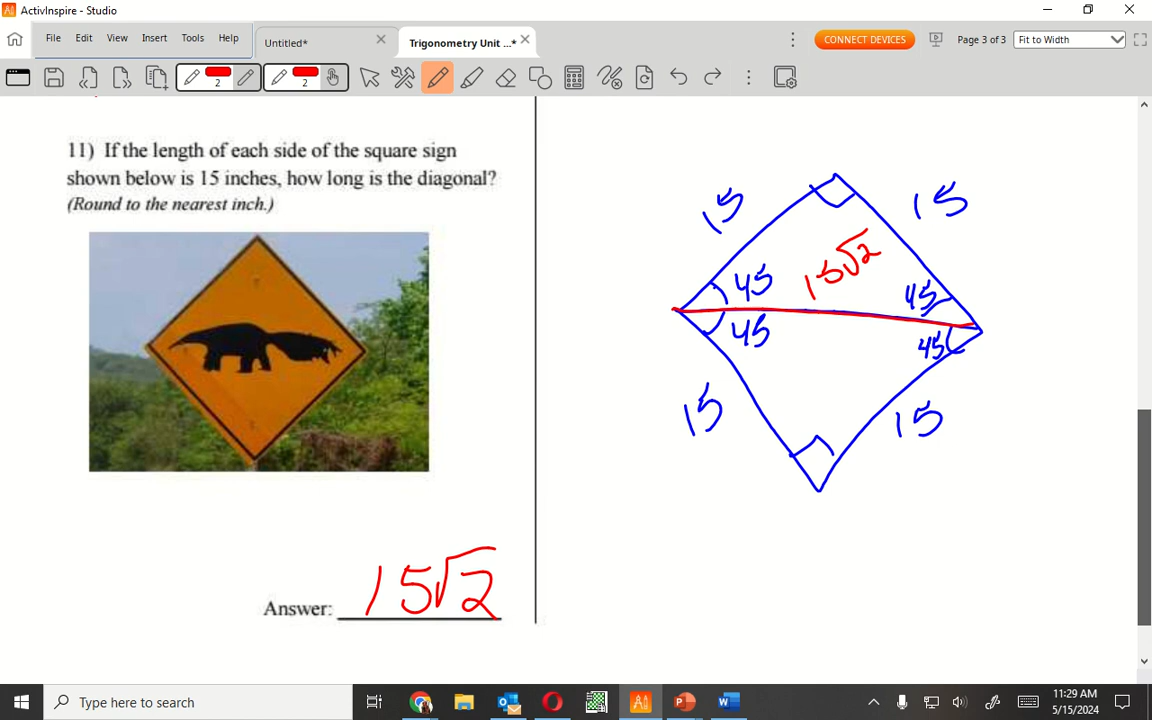 ActivInspire - Studio
File Edit View Insert Tools Help
Untitled*
Trigonometry Unit ...*
CONNECT DEVICES
Page 3 of 3
Fit to Width
2
2
11) If the length of each side of the square sign
shown below is 15 inches, how long is the diagonal?
(Round to the nearest inch.)
Answer: 15√2
15
15
15√2
45
45
45
45
15
15
Type here to search
11:29 AM
5/15/2024